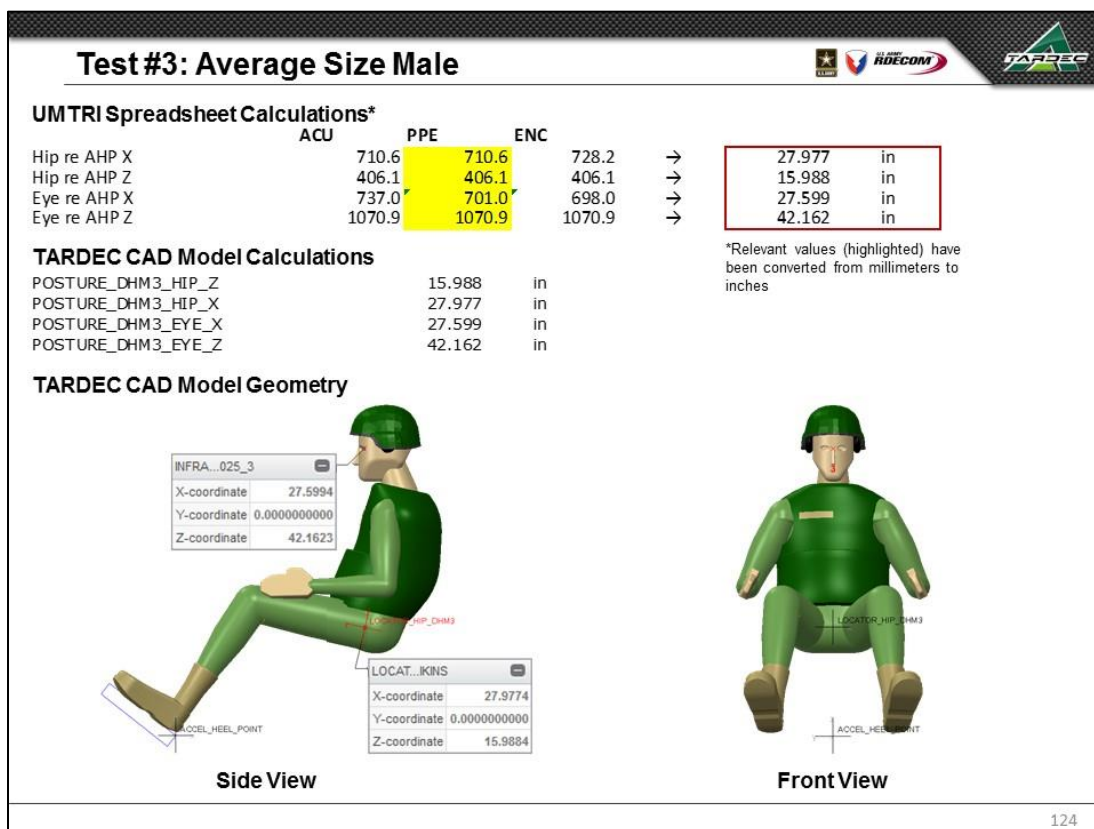 Test #3: Average Size Male
U.S. ARMY
U.S. ARMY
RDECOM
TARDEC
UMTRI Spreadsheet Calculations*
ACU PPE ENC
Hip re AHP X 710.6 710.6 728.2 → 27.977 in
Hip re AHP Z 406.1 406.1 406.1 → 15.988 in
Eye re AHP X 737.0 701.0 698.0 → 27.599 in
Eye re AHP Z 1070.9 1070.9 1070.9 → 42.162 in
*Relevant values (highlighted) have
been converted from millimeters to
inches
TARDEC CAD Model Calculations
POSTURE_DHM3_HIP_Z 15.988 in
POSTURE_DHM3_HIP_X 27.977 in
POSTURE_DHM3_EYE_X 27.599 in
POSTURE_DHM3_EYE_Z 42.162 in
TARDEC CAD Model Geometry
INFRA...025_3
X-coordinate 27.5994
Y-coordinate 0.0000000000
Z-coordinate 42.1623
LOCATOR_HIP_DHM3
LOCAT...IKINS
X-coordinate 27.9774
Y-coordinate 0.0000000000
Z-coordinate 15.9884
ACCEL_HEEL_POINT
Side View
3
LOCATOR_HIP_DHM3
ACCEL_HEEL_POINT
Front View
124